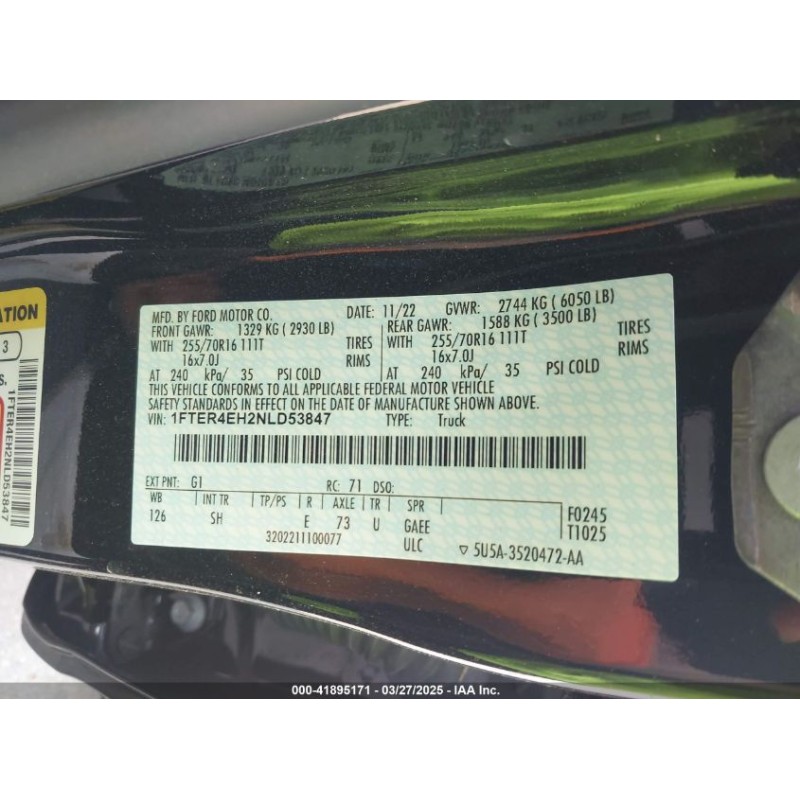 ATION
3
S.
1FTER4EH2NLD53847
MFD. BY FORD MOTOR CO. DATE: 11/22 GVWR: 2744 KG ( 6050 LB)
FRONT GAWR: 1329 KG ( 2930 LB) REAR GAWR: 1588 KG ( 3500 LB)
WITH 255/70R16 111T TIRES WITH 255/70R16 111T TIRES
16x7.0J RIMS 16x7.0J RIMS
AT 240 kPa/ 35 PSI COLD AT 240 kPa/ 35 PSI COLD
THIS VEHICLE CONFORMS TO ALL APPLICABLE FEDERAL MOTOR VEHICLE
SAFETY STANDARDS IN EFFECT ON THE DATE OF MANUFACTURE SHOWN ABOVE.
VIN: 1FTER4EH2NLD53847 TYPE: Truck
EXT PNT: G1 RC: 71 DSO:
WB INT TR TP/PS R AXLE TR SPR
126 SH E 73 U GAEE F0245
3202211100077 ULC T1025
▽ 5U5A-3520472-AA
000-41895171 — 03/27/2025 — IAA Inc.